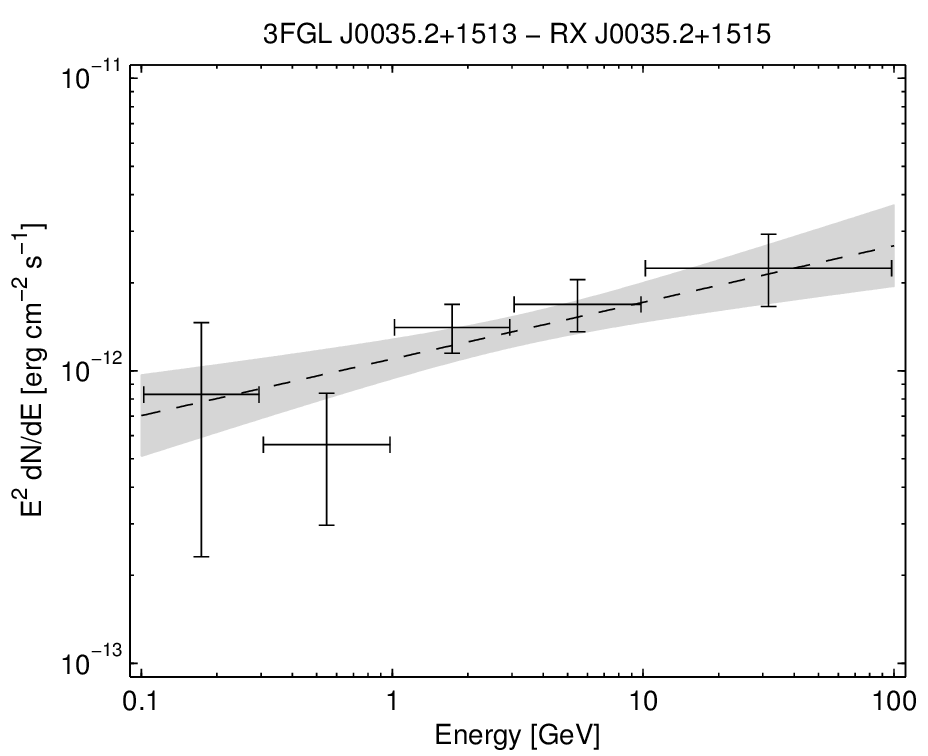 3FGL J0035.2+1513 − RX J0035.2+1515
10⁻¹¹
10⁻¹²
10⁻¹³
E² dN/dE [erg cm⁻² s⁻¹]
0.1 1 10 100
Energy [GeV]